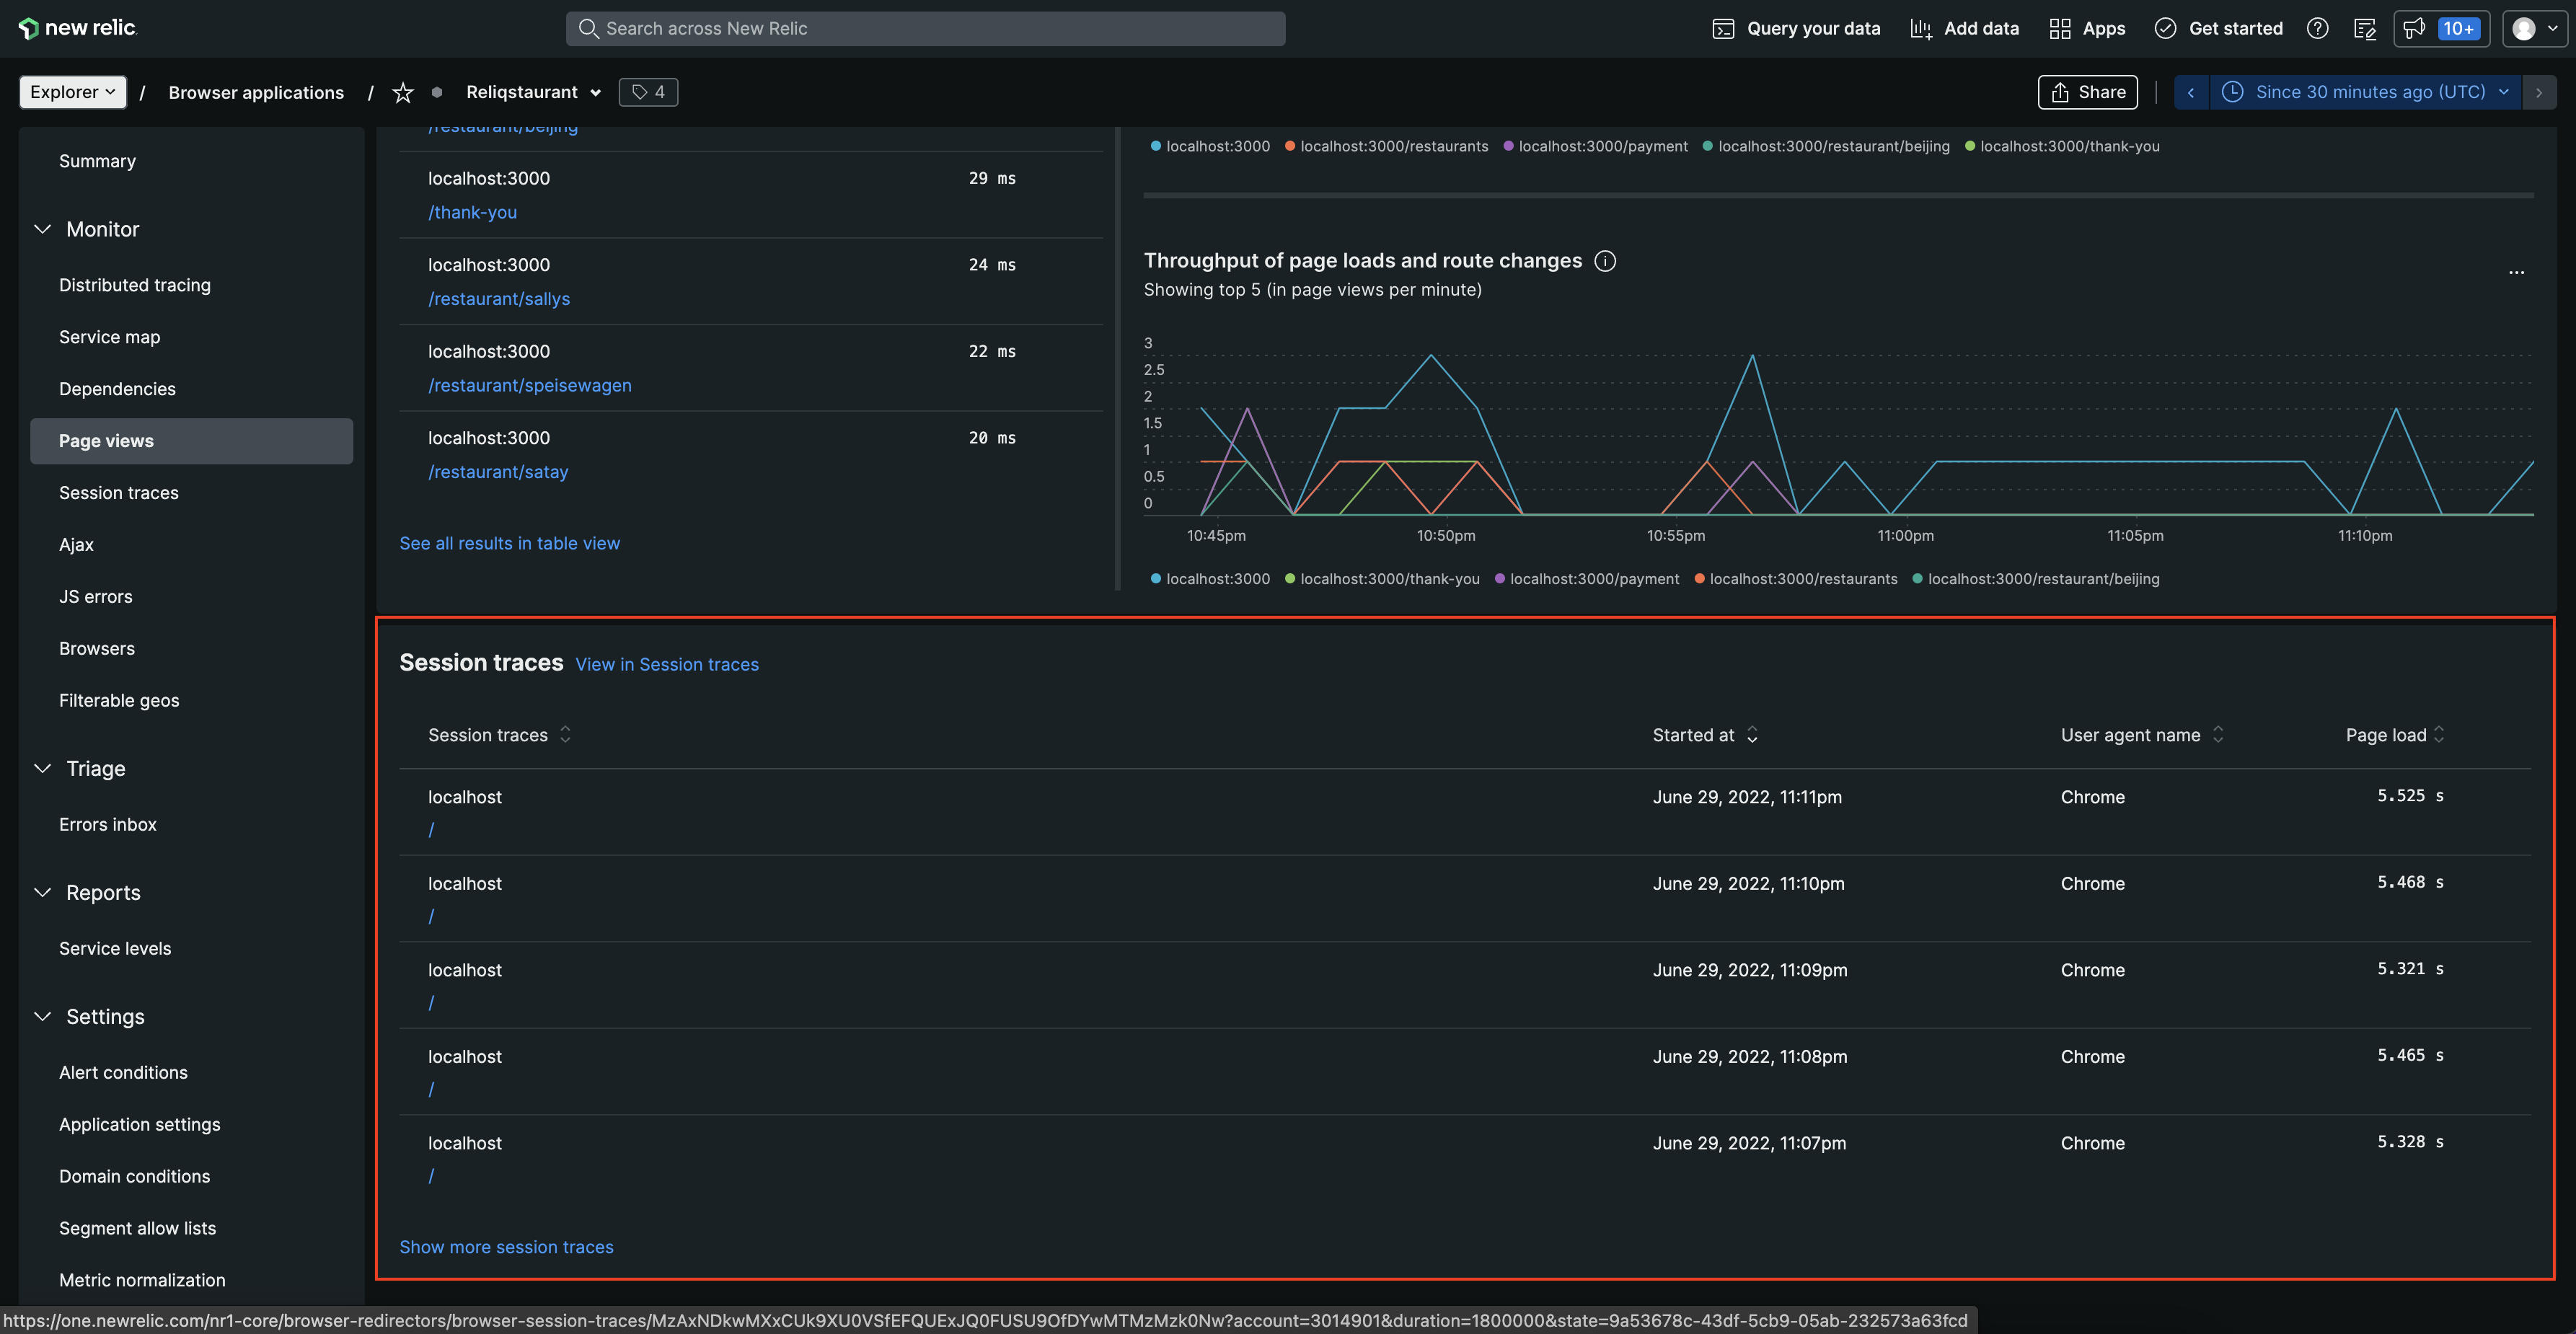 new relic
Search across New Relic
Query your data
Add data
Apps
Get started
10+
Explorer / Browser applications / Reliqstaurant 4
Share
Since 30 minutes ago (UTC)
Summary
Monitor
Distributed tracing
Service map
Dependencies
Page views
Session traces
Ajax
JS errors
Browsers
Filterable geos
Triage
Errors inbox
Reports
Service levels
Settings
Alert conditions
Application settings
Domain conditions
Segment allow lists
Metric normalization
/restaurant/beijing
localhost:3000 29 ms
/thank-you
localhost:3000 24 ms
/restaurant/sallys
localhost:3000 22 ms
/restaurant/speisewagen
localhost:3000 20 ms
/restaurant/satay
See all results in table view
localhost:3000 localhost:3000/restaurants localhost:3000/payment localhost:3000/restaurant/beijing localhost:3000/thank-you
Throughput of page loads and route changes
Showing top 5 (in page views per minute)
3
2.5
2
1.5
1
0.5
0
10:45pm 10:50pm 10:55pm 11:00pm 11:05pm 11:10pm
localhost:3000 localhost:3000/thank-you localhost:3000/payment localhost:3000/restaurants localhost:3000/restaurant/beijing
Session traces View in Session traces
Session traces Started at User agent name Page load
localhost June 29, 2022, 11:11pm Chrome 5.525 s
/
localhost June 29, 2022, 11:10pm Chrome 5.468 s
/
localhost June 29, 2022, 11:09pm Chrome 5.321 s
/
localhost June 29, 2022, 11:08pm Chrome 5.465 s
/
localhost June 29, 2022, 11:07pm Chrome 5.328 s
/
Show more session traces
https://one.newrelic.com/nr1-core/browser-redirectors/browser-session-traces/MzAxNDkwMXxCUk9XU0VSfEFQUExJQ0FUSU9OfDYwMTMzMzk0Nw?account=3014901&duration=1800000&state=9a53678c-43df-5cb9-05ab-232573a63fcd